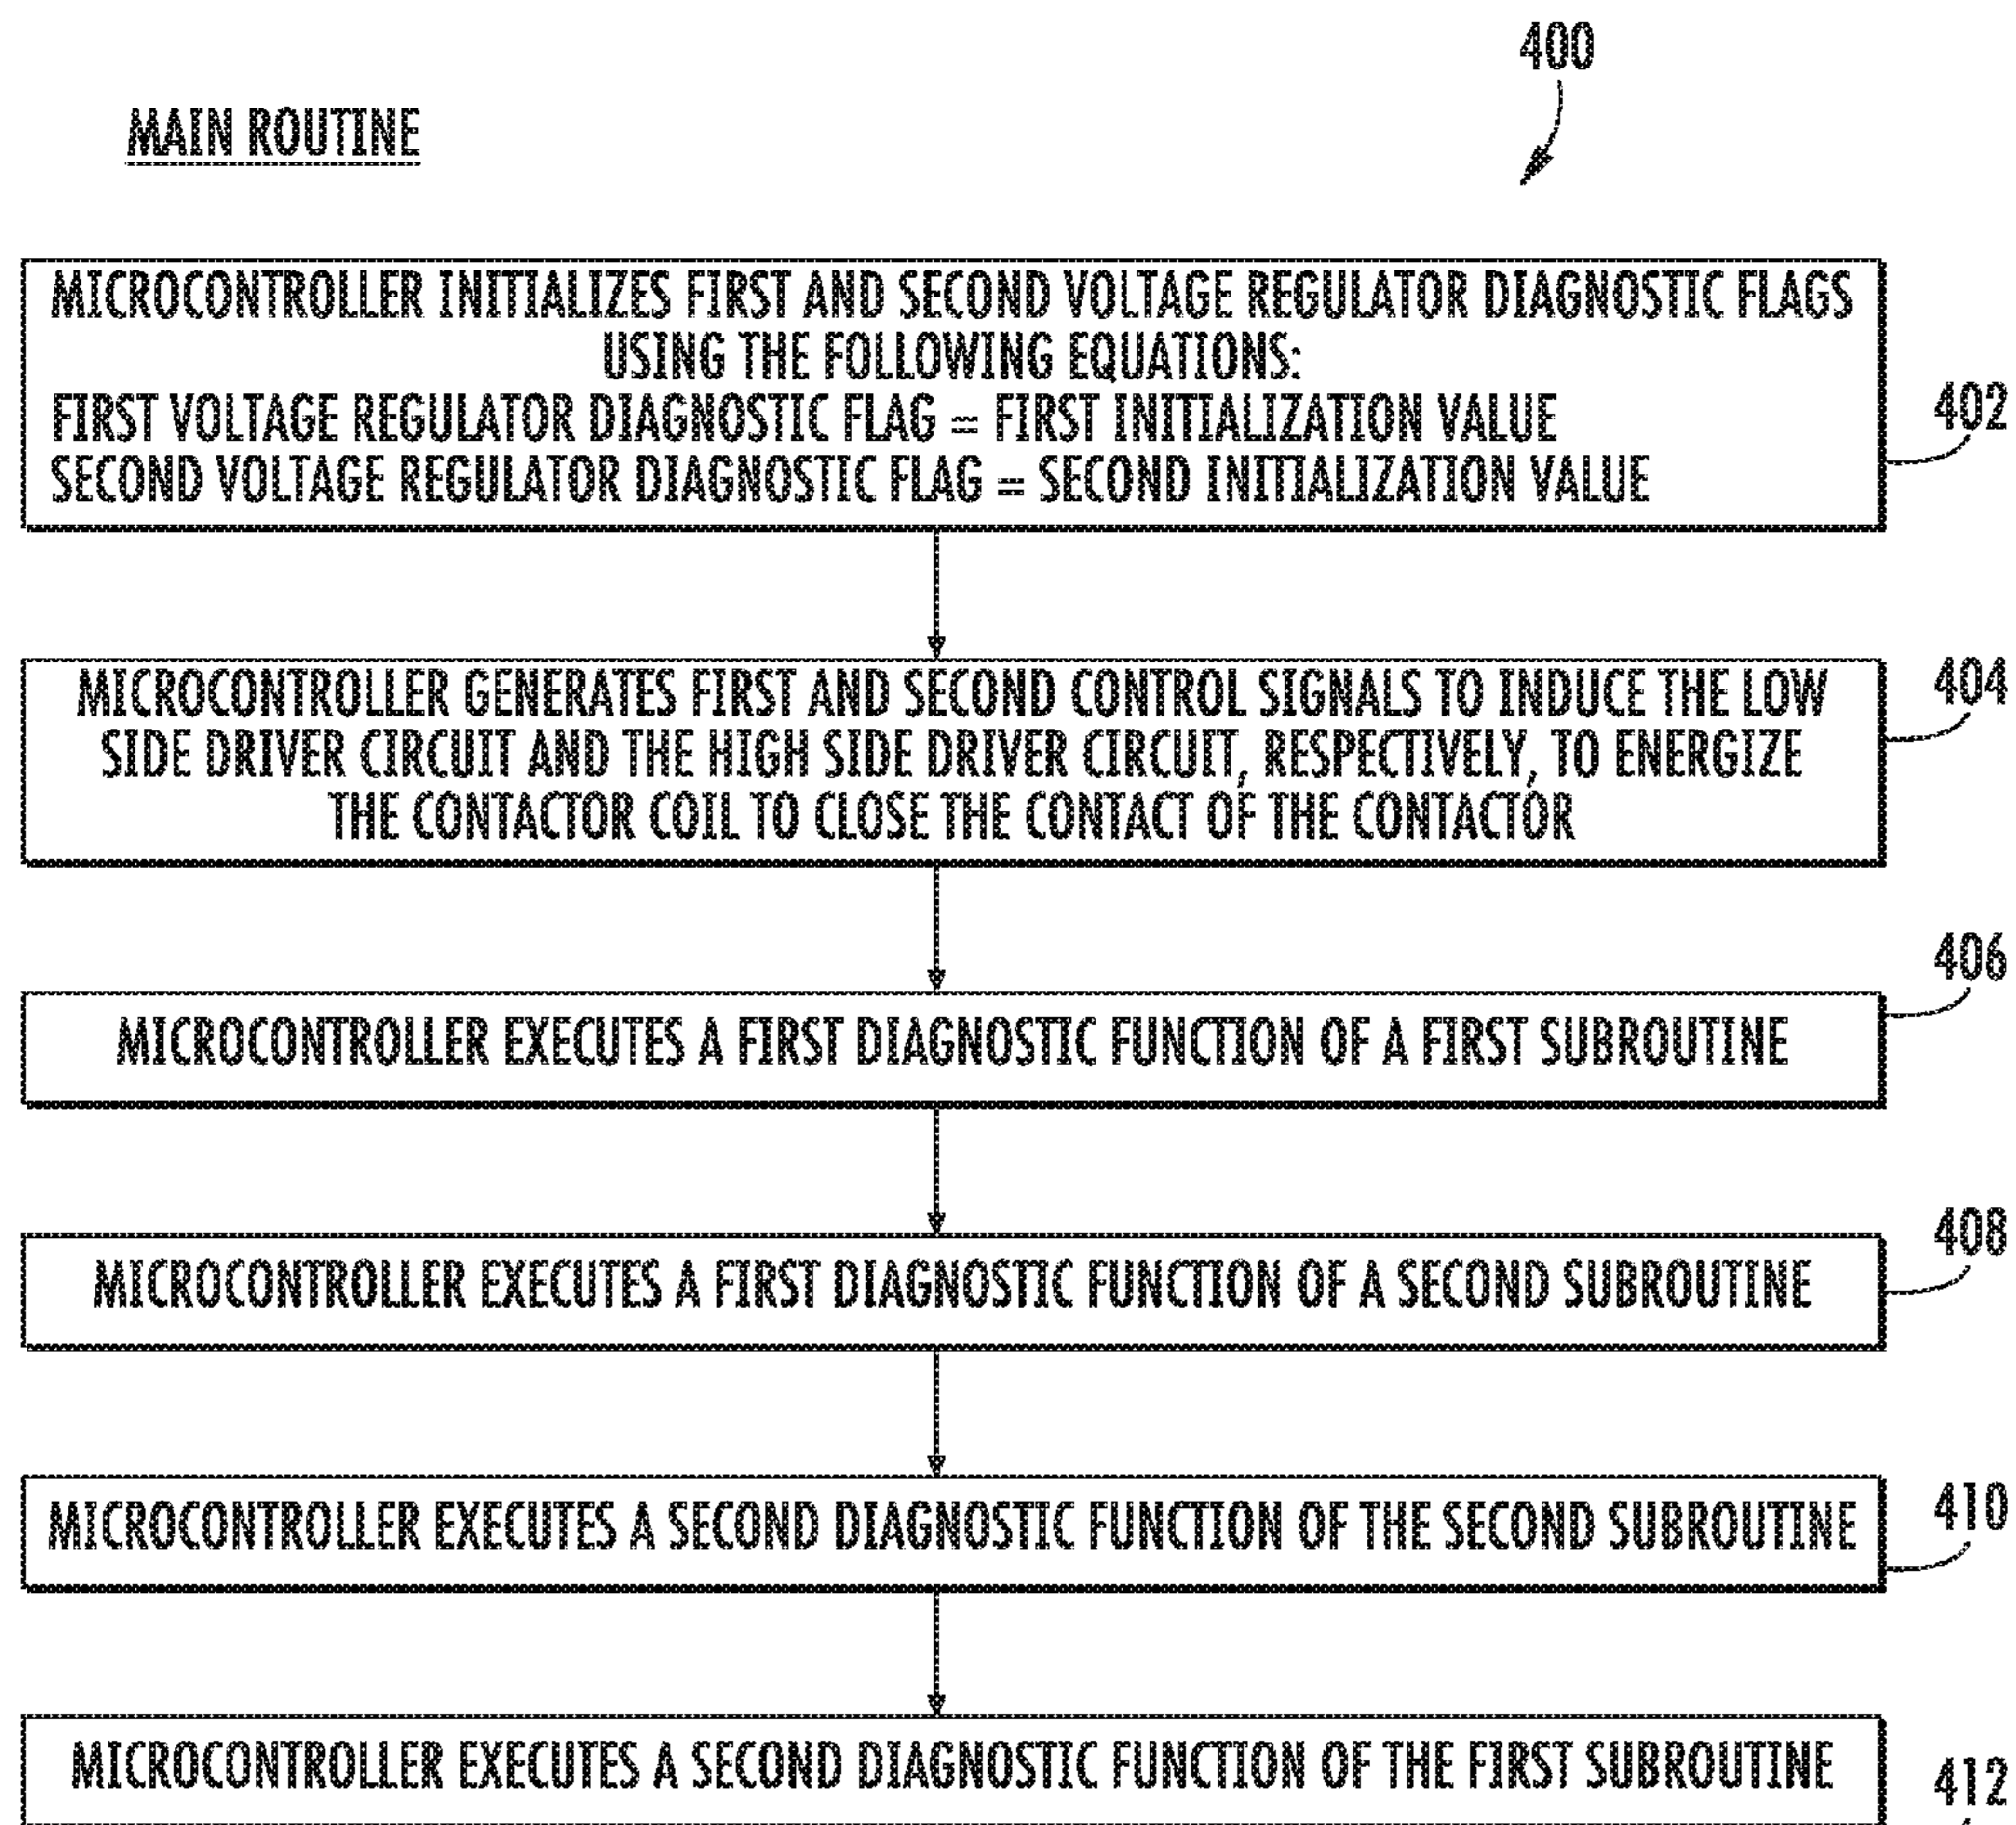 400
MAIN ROUTINE
MICROCONTROLLER INITIALIZES FIRST AND SECOND VOLTAGE REGULATOR DIAGNOSTIC FLAGS
USING THE FOLLOWING EQUATIONS:
FIRST VOLTAGE REGULATOR DIAGNOSTIC FLAG = FIRST INITIALIZATION VALUE
402
SECOND VOLTAGE REGULATOR DIAGNOSTIC FLAG = SECOND INITIALIZATION VALUE
MICROCONTROLLER GENERATES FIRST AND SECOND CONTROL SIGNALS TO INDUCE THE LOW
404
SIDE DRIVER CIRCUIT AND THE HIGH SIDE DRIVER CIRCUIT, RESPECTIVELY, TO ENERGIZE
THE CONTACTOR COIL TO CLOSE THE CONTACT OF THE CONTACTOR
406
MICROCONTROLLER EXECUTES A FIRST DIAGNOSTIC FUNCTION OF A FIRST SUBROUTINE
408
MICROCONTROLLER EXECUTES A FIRST DIAGNOSTIC FUNCTION OF A SECOND SUBROUTINE
410
MICROCONTROLLER EXECUTES A SECOND DIAGNOSTIC FUNCTION OF THE SECOND SUBROUTINE
MICROCONTROLLER EXECUTES A SECOND DIAGNOSTIC FUNCTION OF THE FIRST SUBROUTINE
412